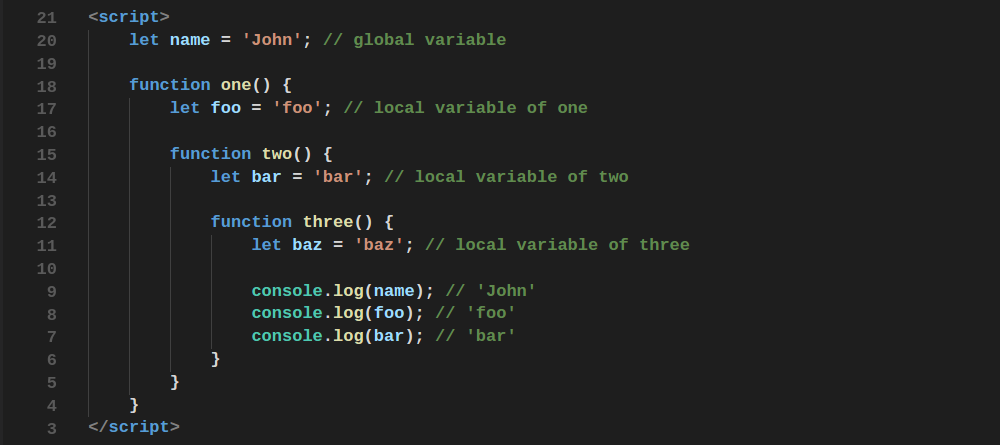 21 <script>
20 let name = 'John'; // global variable
19
18 function one() {
17 let foo = 'foo'; // local variable of one
16
15 function two() {
14 let bar = 'bar'; // local variable of two
13
12 function three() {
11 let baz = 'baz'; // local variable of three
10
9 console.log(name); // 'John'
8 console.log(foo); // 'foo'
7 console.log(bar); // 'bar'
6 }
5 }
4 }
3 </script>